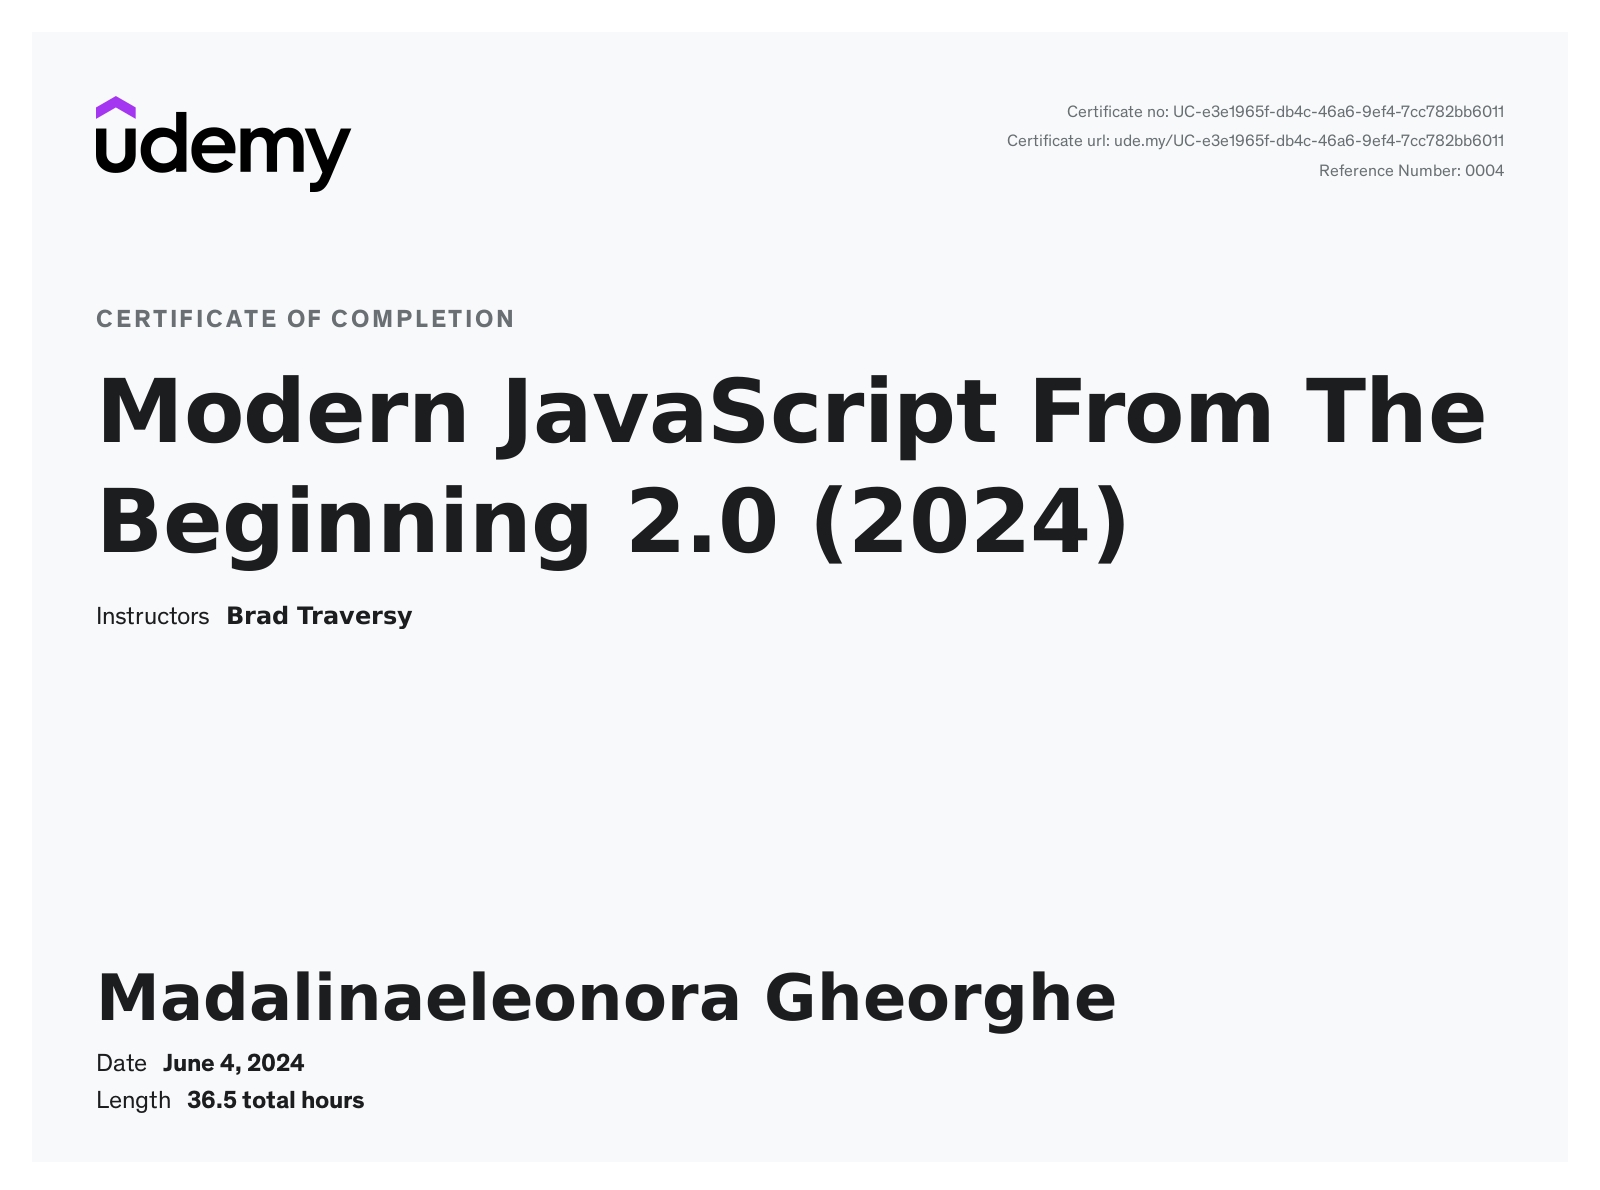 udemy
Certificate no: UC-e3e1965f-db4c-46a6-9ef4-7cc782bb6011
Certificate url: ude.my/UC-e3e1965f-db4c-46a6-9ef4-7cc782bb6011
Reference Number: 0004
CERTIFICATE OF COMPLETION
Modern JavaScript From The
Beginning 2.0 (2024)
Instructors Brad Traversy
Madalinaeleonora Gheorghe
Date June 4, 2024
Length 36.5 total hours